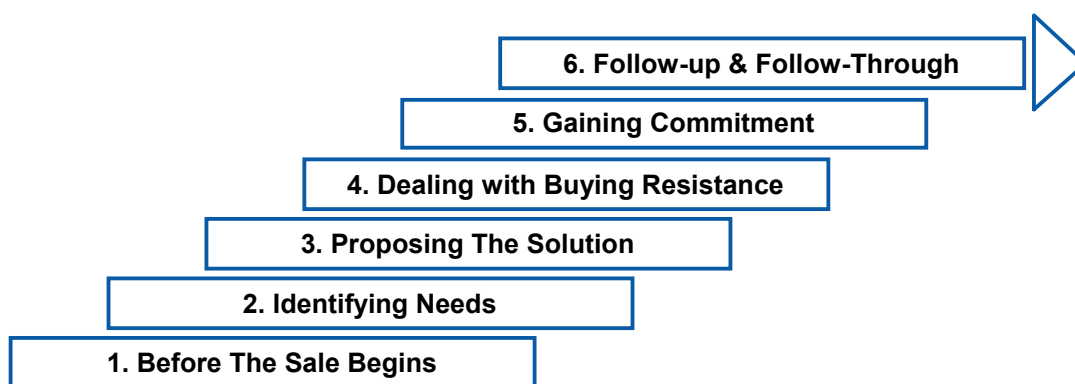 6. Follow-up & Follow-Through
5. Gaining Commitment
4. Dealing with Buying Resistance
3. Proposing The Solution
2. Identifying Needs
1. Before The Sale Begins